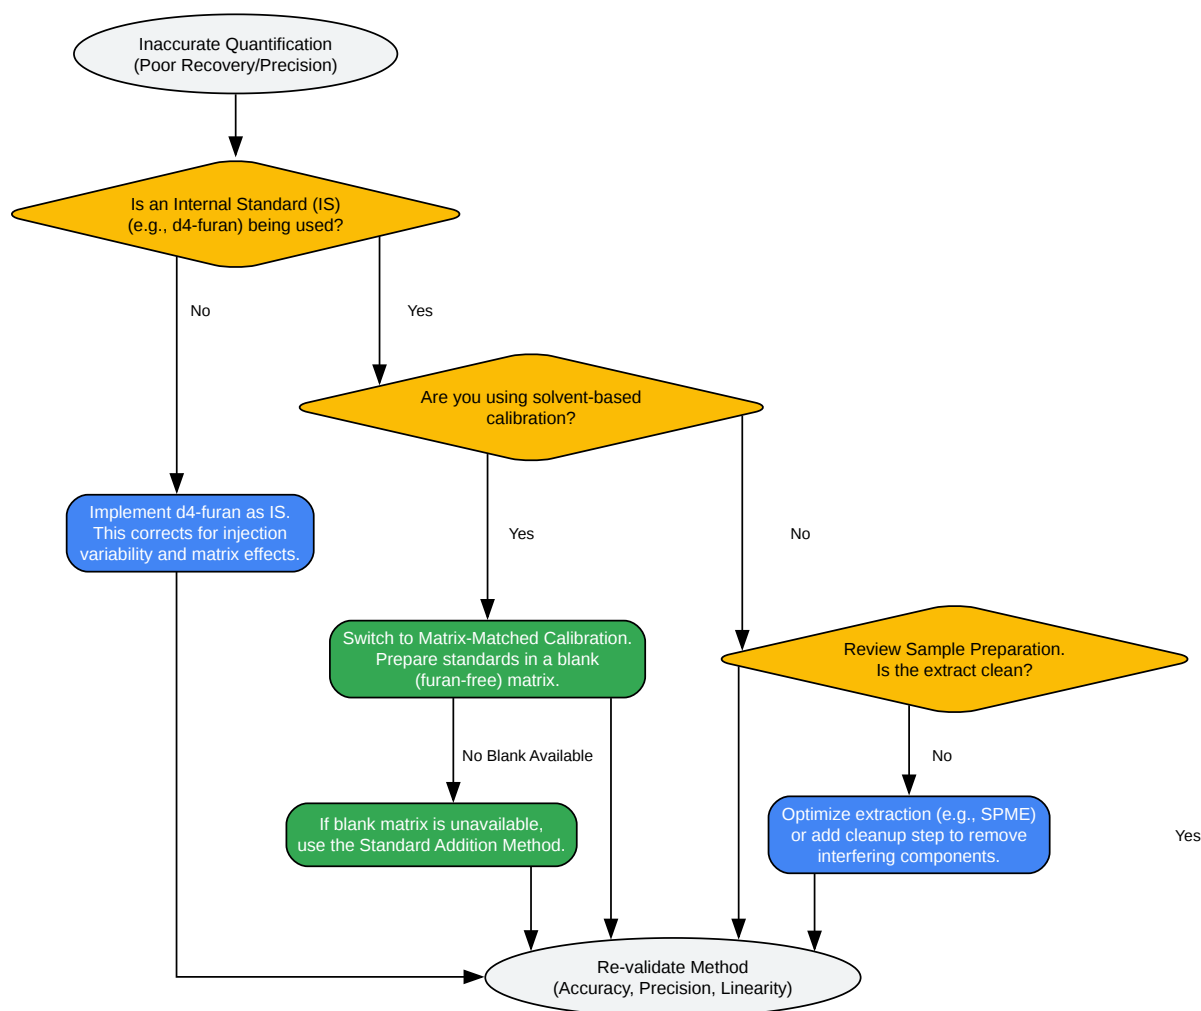 Inaccurate Quantification
(Poor Recovery/Precision)
Is an Internal Standard (IS)
(e.g., d4-furan) being used?
No
Yes
Are you using solvent-based
calibration?
Implement d4-furan as IS.
This corrects for injection
variability and matrix effects.
Yes
No
Switch to Matrix-Matched Calibration.
Prepare standards in a blank
(furan-free) matrix.
Review Sample Preparation.
Is the extract clean?
No Blank Available
No
If blank matrix is unavailable,
use the Standard Addition Method.
Optimize extraction (e.g., SPME)
or add cleanup step to remove
interfering components.
Yes
Re-validate Method
(Accuracy, Precision, Linearity)